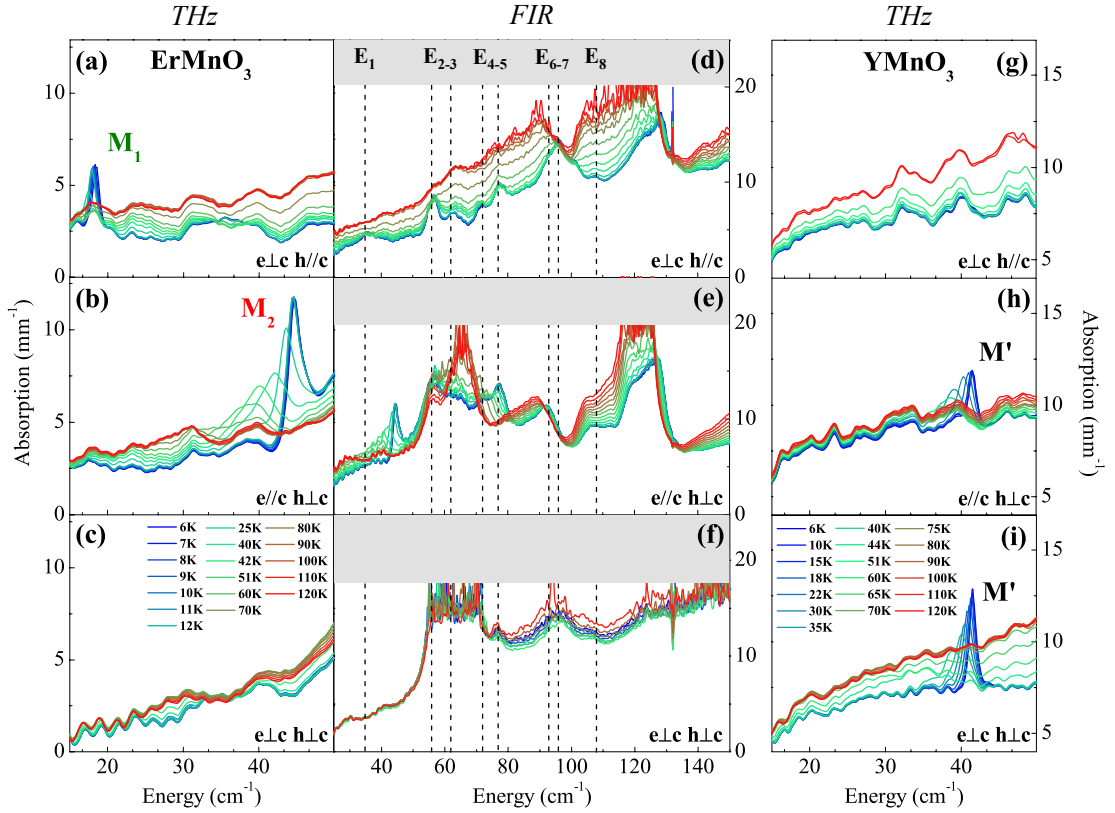 THz
FIR
THz
(a)
ErMnO3
M1
e⊥c h//c
10
5
0
E1
E2-3
E4-5
E6-7
E8
(d)
e⊥c h//c
20
10
0
YMnO3
(g)
e⊥c h//c
15
10
5
(b)
M2
e//c h⊥c
10
5
0
(e)
e//c h⊥c
20
10
0
(h)
M'
e//c h⊥c
15
10
5
Absorption (mm-1)
Absorption (mm-1)
(c)
6K
7K
8K
9K
10K
11K
12K
25K
40K
42K
51K
60K
70K
80K
90K
100K
110K
120K
e⊥c h⊥c
10
5
0
(f)
e⊥c h⊥c
20
10
0
(i)
6K
10K
15K
18K
22K
30K
35K
40K
44K
51K
60K
65K
70K
75K
80K
90K
100K
110K
120K
M'
e⊥c h⊥c
15
10
5
20
30
40
40
60
80
100
120
140
20
30
40
Energy (cm-1)
Energy (cm-1)
Energy (cm-1)